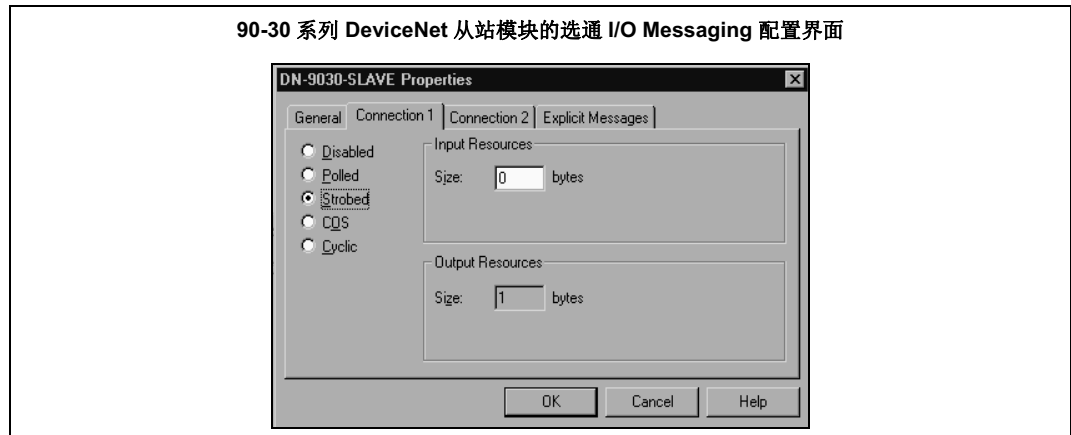 90-30 系列 DeviceNet 从站模块的选通 I/O Messaging 配置界面
DN-9030-SLAVE Properties
General Connection 1 Connection 2 Explicit Messages
Disabled
Polled
Strobed
COS
Cyclic
Input Resources
Size: 0 bytes
Output Resources
Size: 1 bytes
OK Cancel Help